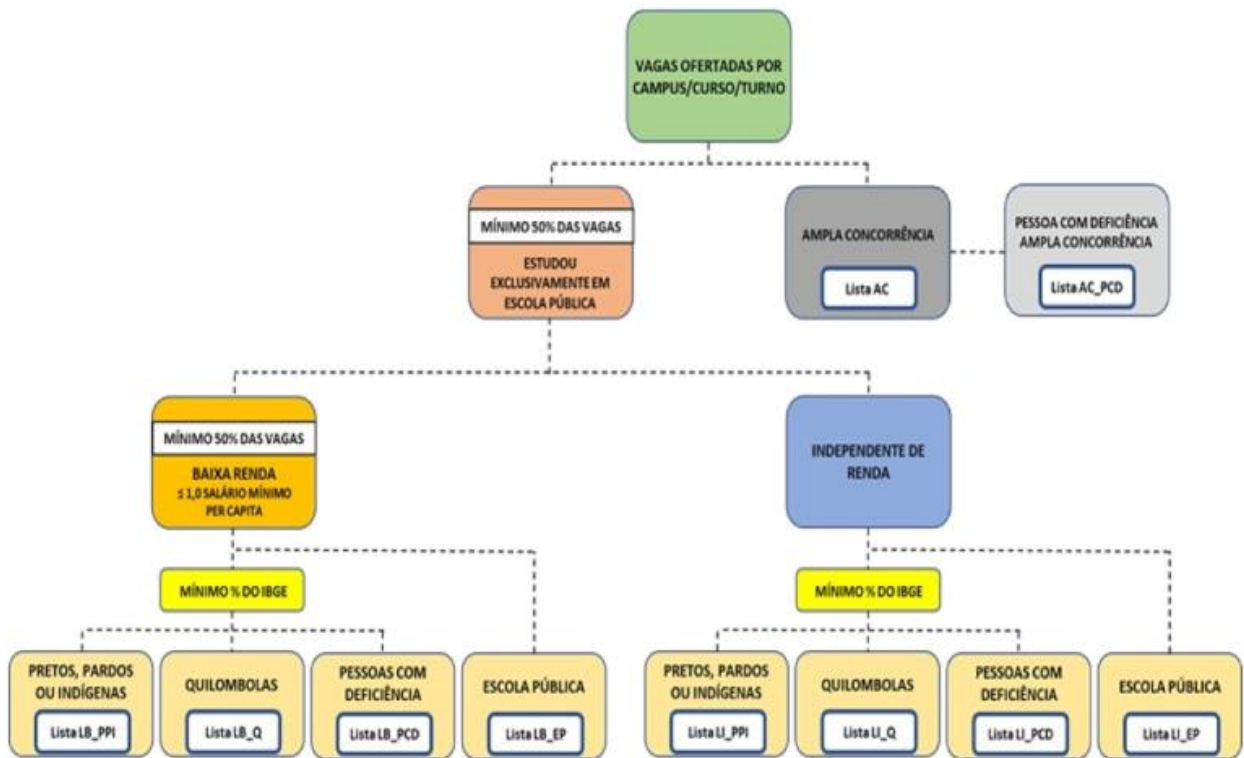 VAGAS OFERTADAS POR
CAMPUS/CURSO/TURNO
MÍNIMO 50% DAS VAGAS
ESTUDOU
EXCLUSIVAMENTE EM
ESCOLA PÚBLICA
AMPLA CONCORRÊNCIA
Lista AC
PESSOA COM DEFICIÊNCIA
AMPLA CONCORRÊNCIA
Lista AC_PCD
MÍNIMO 50% DAS VAGAS
BAIXA RENDA
≤ 1,0 SALÁRIO MÍNIMO
PER CAPITA
INDEPENDENTE DE
RENDA
MÍNIMO % DO IBGE
MÍNIMO % DO IBGE
PRETOS, PARDOS
OU INDÍGENAS
Lista LB_PPI
QUILOMBOLAS
Lista LB_Q
PESSOAS COM
DEFICIÊNCIA
Lista LB_PCD
ESCOLA PÚBLICA
Lista LB_EP
PRETOS, PARDOS
OU INDÍGENAS
Lista LI_PPI
QUILOMBOLAS
Lista LI_Q
PESSOAS COM
DEFICIÊNCIA
Lista LI_PCD
ESCOLA PÚBLICA
Lista LI_EP